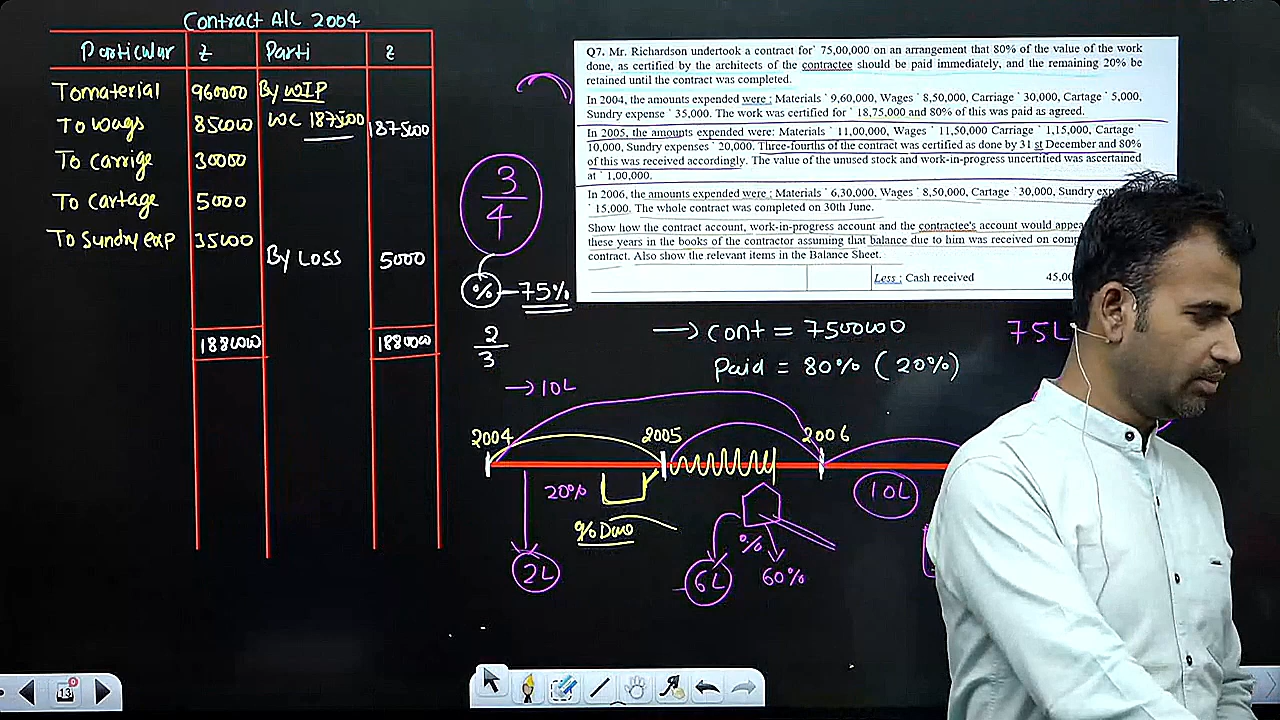 Contract A/C 2004
Particular ₹ Parti ₹
To material 960000 By WIP
To wags 850000 WC 1875000 1875000
To carrige 30000
To cartage 5000
To Sundry exp 35000
By Loss 5000
1880000 1880000
Q7. Mr. Richardson undertook a contract for` 75,00,000 on an arrangement that 80% of the value of the work
done, as certified by the architects of the contractee should be paid immediately, and the remaining 20% be
retained until the contract was completed.
In 2004, the amounts expended were : Materials ` 9,60,000, Wages ` 8,50,000, Carriage ` 30,000, Cartage ` 5,000,
Sundry expense ` 35,000. The work was certified for ` 18,75,000 and 80% of this was paid as agreed.
In 2005, the amounts expended were: Materials ` 11,00,000, Wages ` 11,50,000 Carriage ` 1,15,000, Cartage `
10,000, Sundry expenses ` 20,000. Three-fourths of the contract was certified as done by 31 st December and 80%
of this was received accordingly. The value of the unused stock and work-in-progress uncertified was ascertained
at ` 1,00,000.
In 2006, the amounts expended were : Materials ` 6,30,000, Wages ` 8,50,000, Cartage ` 30,000, Sundry
` 15,000. The whole contract was completed on 30th June.
Show how the contract account, work-in-progress account and the contractee's account would
these years in the books of the contractor assuming that balance due to him was received on
contract. Also show the relevant items in the Balance Sheet.
Less : Cash received
3
4
% - 75%
2
3
→ cont = 7500000 75L
Paid = 80% (20%)
→ 10L
2004 2005 2006
20% 10L
% Done
%
2L 6L 60%
13